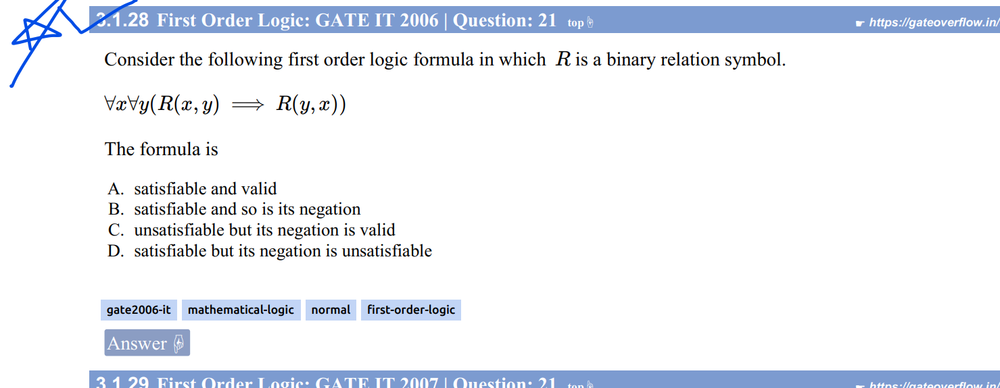 3.1.28 First Order Logic: GATE IT 2006 | Question: 21 top ☟ ☛ https://gateoverflow.in/
Consider the following first order logic formula in which R is a binary relation symbol.
∀x∀y(R(x, y) ⟹ R(y, x))
The formula is
A. satisfiable and valid
B. satisfiable and so is its negation
C. unsatisfiable but its negation is valid
D. satisfiable but its negation is unsatisfiable
gate2006-it mathematical-logic normal first-order-logic
Answer ☟
3.1.29 First Order Logic: GATE IT 2007 | Question: 21 top ☟ ☛ https://gateoverflow.in/